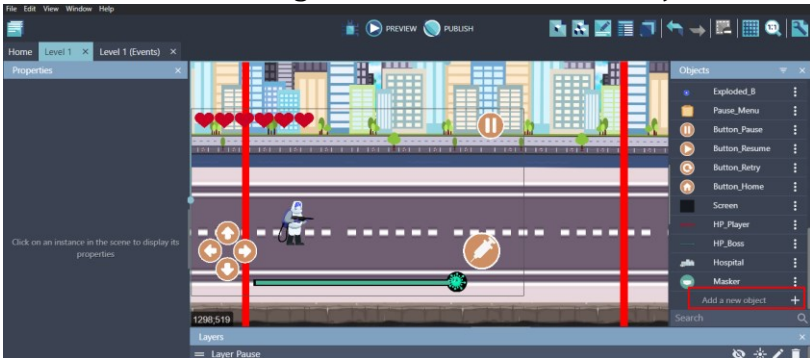 File Edit View Window Help
PREVIEW PUBLISH
Home Level 1 × Level 1 (Events) ×
Properties ×
Objects ×
Exploded_B
Pause_Menu
Button_Pause
Button_Resume
Button_Retry
Button_Home
Screen
HP_Player
HP_Boss
Hospital
Masker
Add a new object +
Search
Click on an instance in the scene to display its
properties
1298;519
Layers ×
Layer Pause